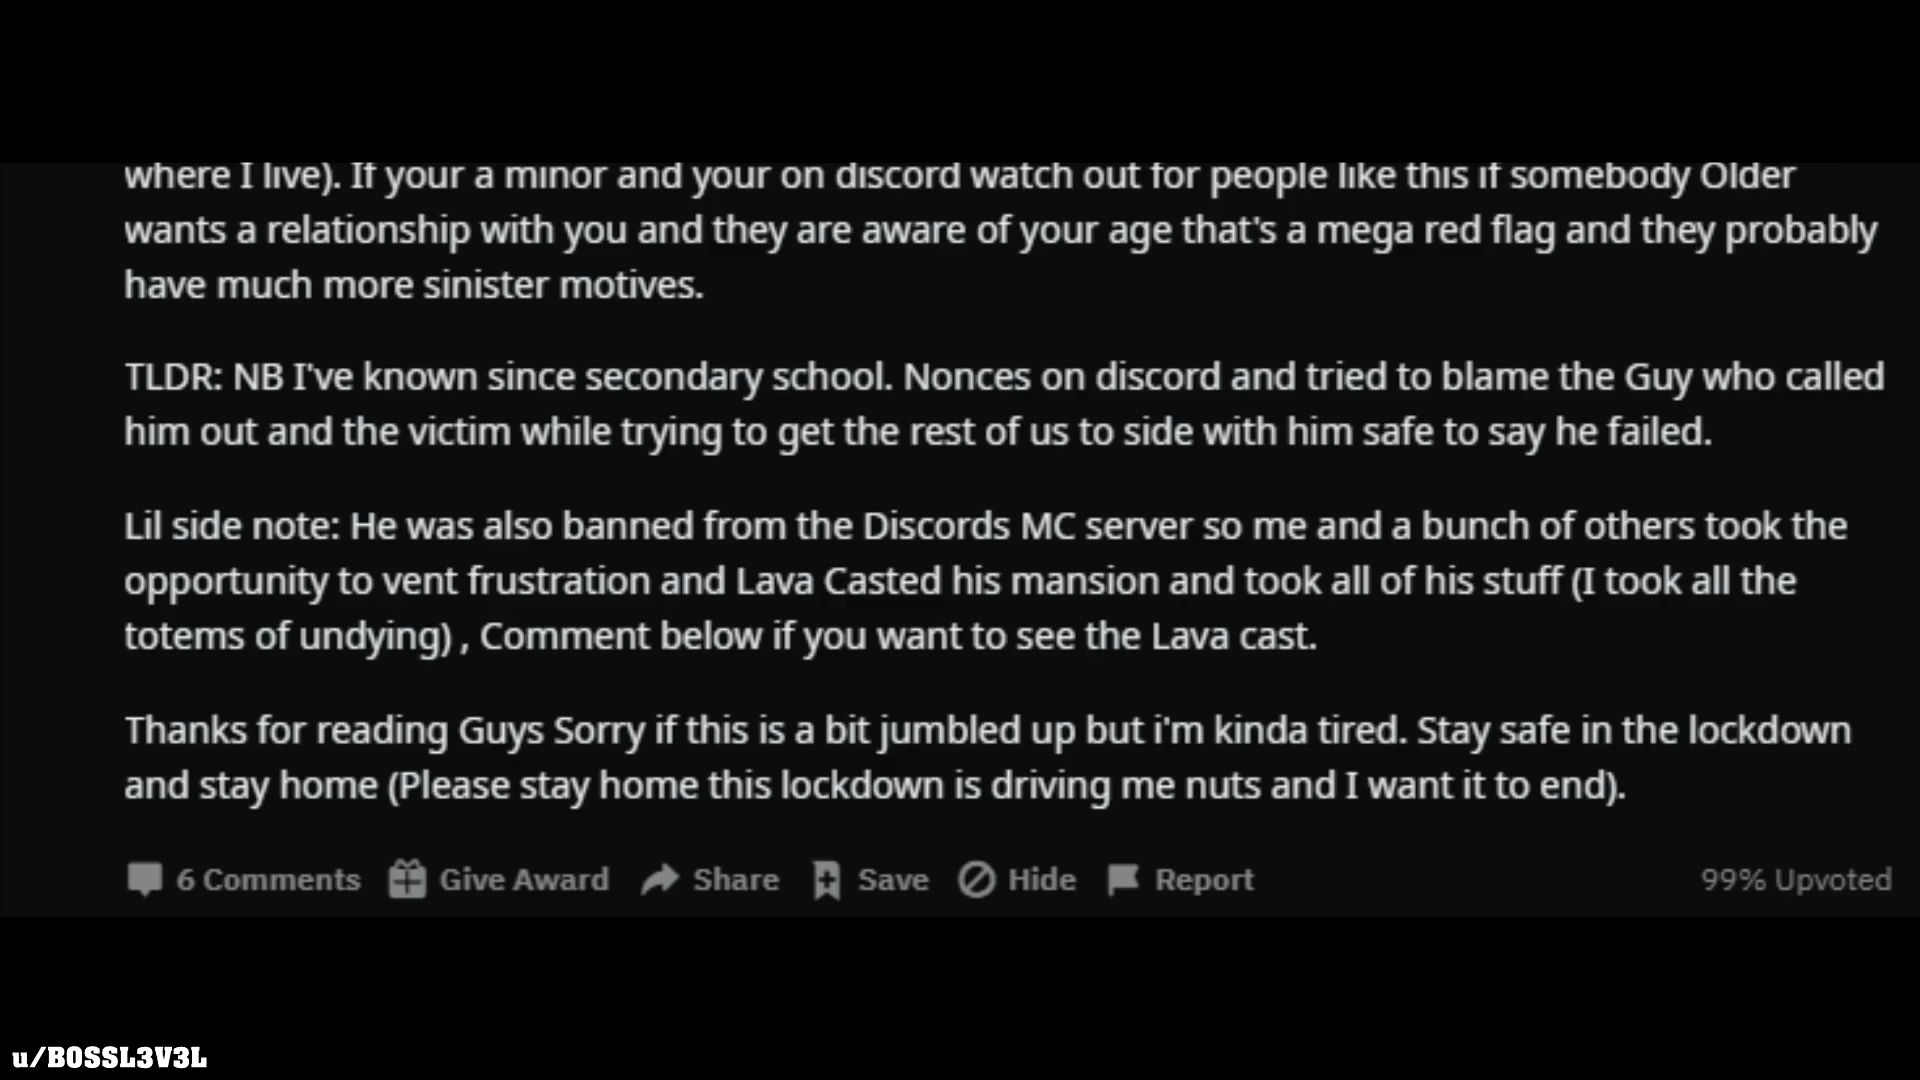 where I live). If your a minor and your on discord watch out for people like this if somebody Older
wants a relationship with you and they are aware of your age that's a mega red flag and they probably
have much more sinister motives.
TLDR: NB I've known since secondary school. Nonces on discord and tried to blame the Guy who called
him out and the victim while trying to get the rest of us to side with him safe to say he failed.
Lil side note: He was also banned from the Discords MC server so me and a bunch of others took the
opportunity to vent frustration and Lava Casted his mansion and took all of his stuff (I took all the
totems of undying) , Comment below if you want to see the Lava cast.
Thanks for reading Guys Sorry if this is a bit jumbled up but i'm kinda tired. Stay safe in the lockdown
and stay home (Please stay home this lockdown is driving me nuts and I want it to end).
6 Comments Give Award Share Save Hide Report 99% Upvoted
u/B0SSL3V3L